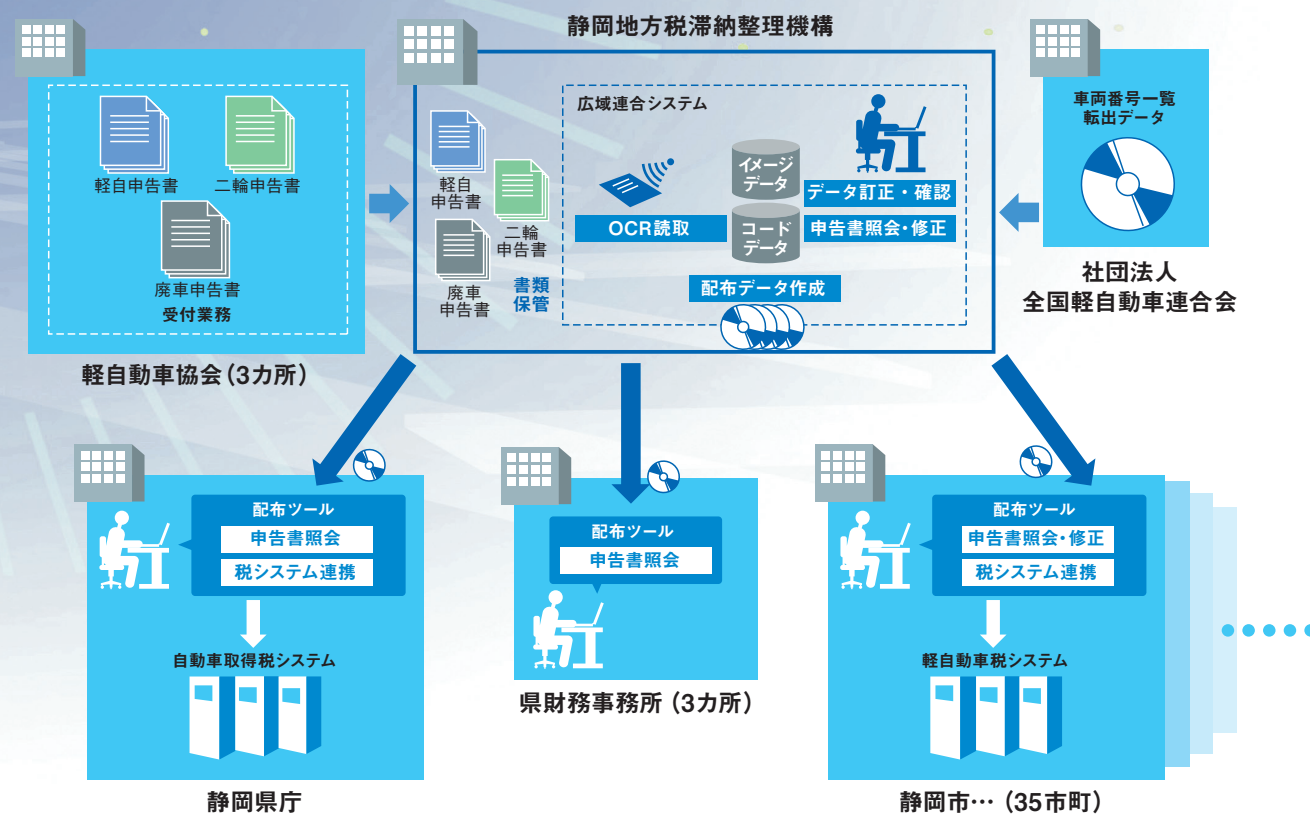 静岡地方税滞納整理機構
軽自申告書
二輪申告書
廃車申告書
受付業務
軽自動車協会(3カ所)
軽自
申告書
二輪
申告書
廃車
申告書
書類
保管
広域連合システム
OCR読取
イメージ
データ
コード
データ
データ訂正・確認
申告書照会・修正
配布データ作成
車両番号一覧
転出データ
社団法人
全国軽自動車連合会
配布ツール
申告書照会
税システム連携
自動車取得税システム
静岡県庁
配布ツール
申告書照会
県財務事務所(3カ所)
配布ツール
申告書照会・修正
税システム連携
軽自動車税システム
静岡市…(35市町)